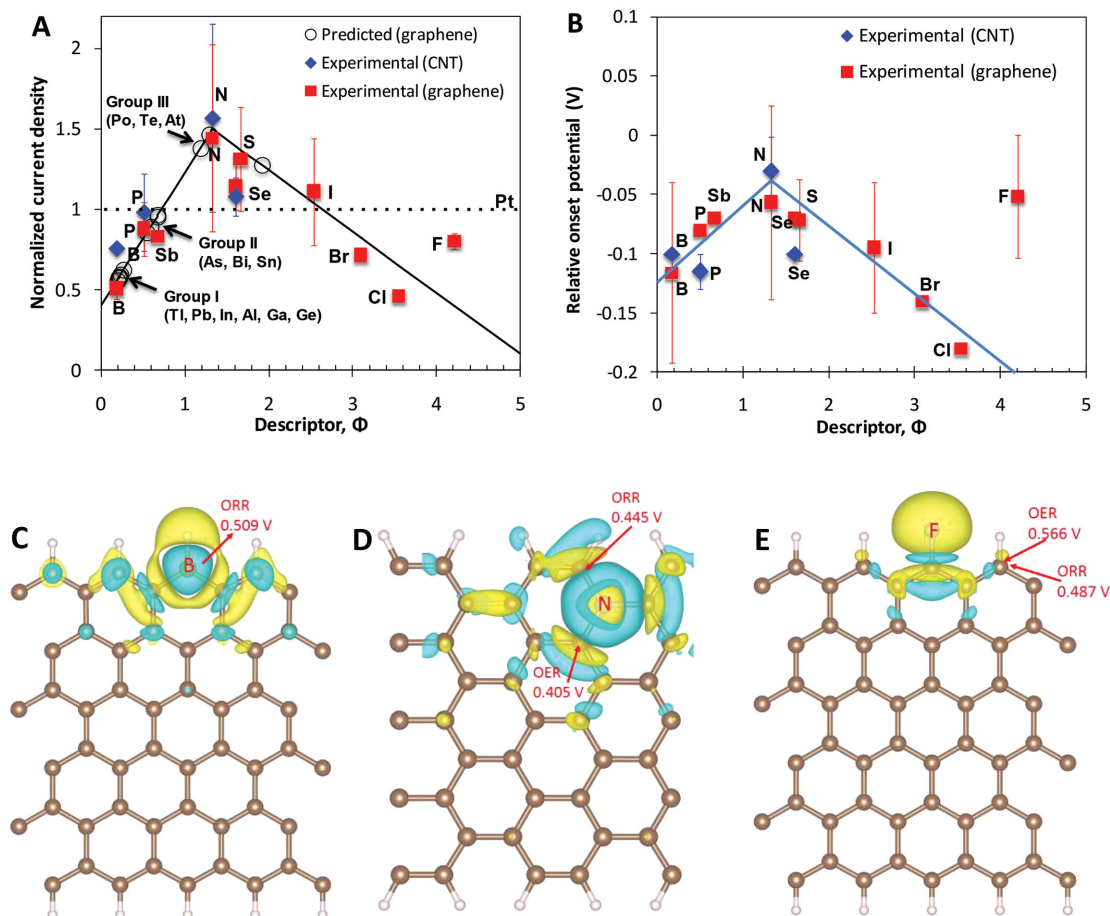 A
Predicted (graphene)
Experimental (CNT)
Experimental (graphene)
Normalized current density
2
1.5
1
0.5
0
Group III
(Po, Te, At)
N
N
S
Se
I
Pt
P
P
B
Sb
Group II
(As, Bi, Sn)
Br
F
Cl
B
Group I
(Tl, Pb, In, Al, Ga, Ge)
0 1 2 3 4 5
Descriptor, Φ
B
Experimental (CNT)
Experimental (graphene)
Relative onset potential (V)
0.1
0.05
0
-0.05
-0.1
-0.15
-0.2
N
N
Sb
P
S
Se
Se
B
B
P
I
Br
Cl
F
0 1 2 3 4 5
Descriptor, Φ
C
ORR
0.509 V
B
D
ORR
0.445 V
N
OER
0.405 V
E
F
OER
0.566 V
ORR
0.487 V